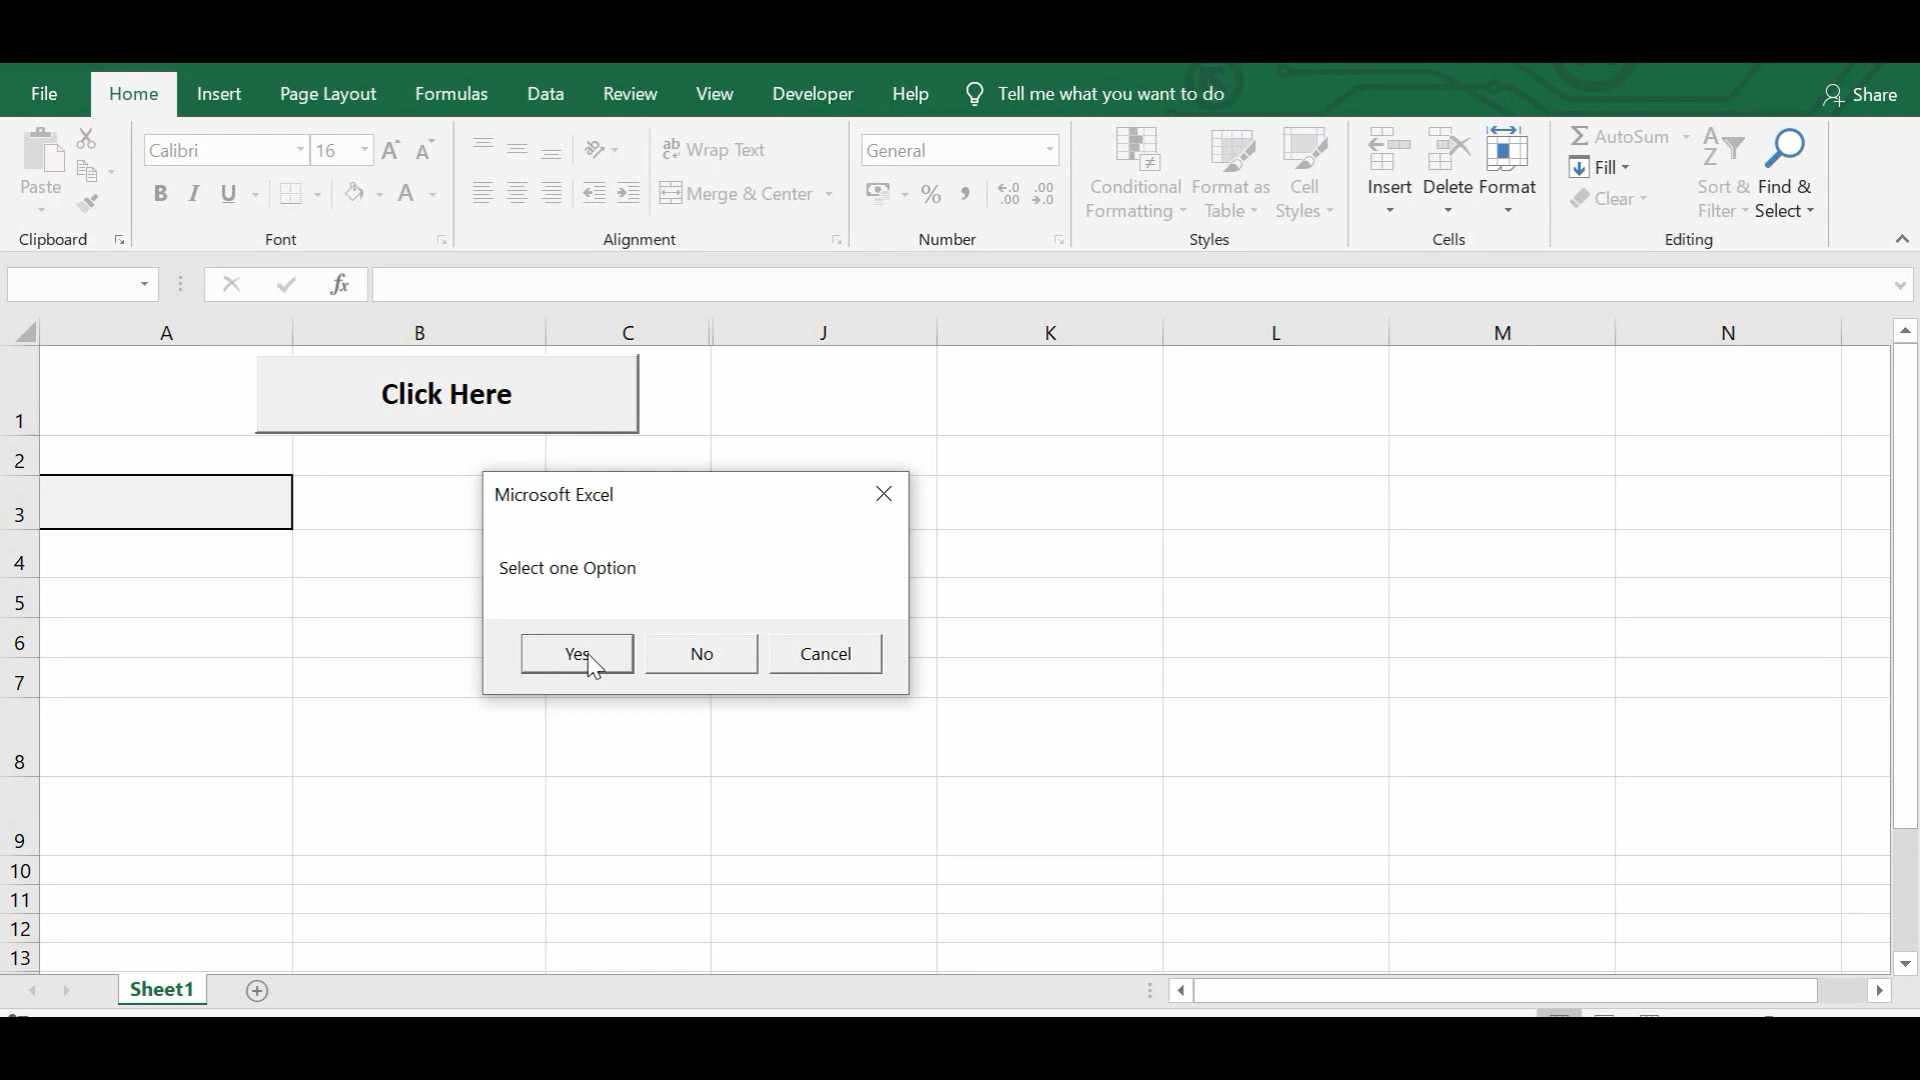 File Home Insert Page Layout Formulas Data Review View Developer Help Tell me what you want to do Share
Calibri 16 ab Wrap Text General AutoSum
Paste Fill
B I U A Merge & Center % Conditional Formatting Format as Table Cell Styles Insert Delete Format Clear Sort & Filter Find & Select
Clipboard Font Alignment Number Styles Cells Editing
fx
A B C J K L M N
Click Here
1
2
Microsoft Excel
3
Select one Option
4
5
6
Yes No Cancel
7
8
9
10
11
12
13
Sheet1